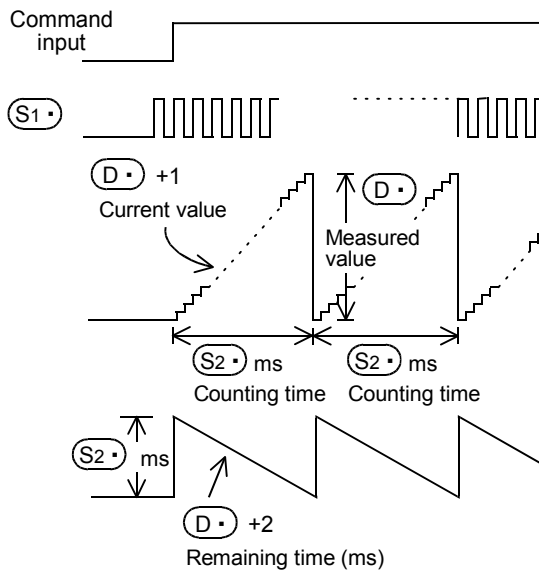 Command
input
S1 ·
D · +1
Current value
D ·
Measured
value
S2 · ms
Counting time
S2 · ms
Counting time
S2 · ms
D · +2
Remaining time (ms)